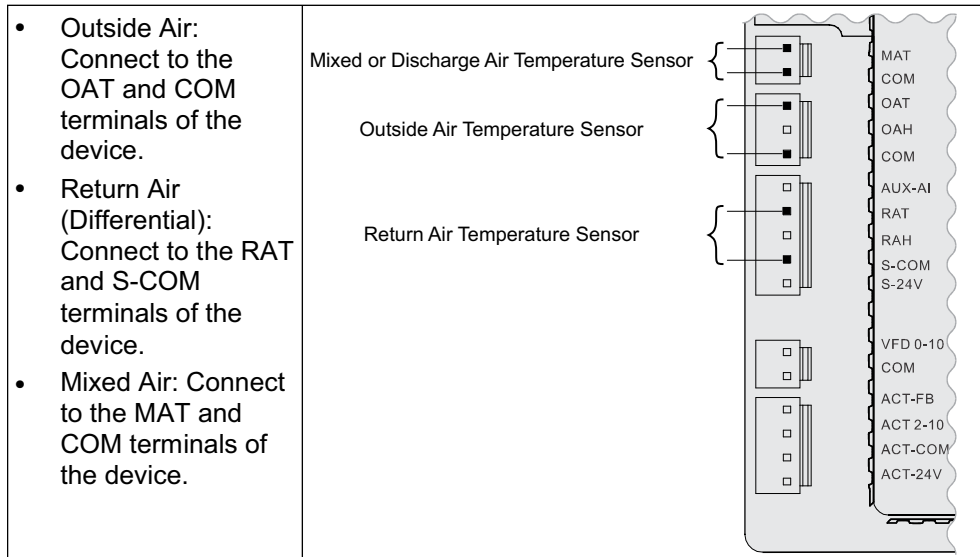 • Outside Air:
Connect to the
OAT and COM
terminals of the
device.
• Return Air
(Differential):
Connect to the RAT
and S-COM
terminals of the
device.
• Mixed Air: Connect
to the MAT and
COM terminals of
the device.
Mixed or Discharge Air Temperature Sensor
Outside Air Temperature Sensor
Return Air Temperature Sensor
MAT
COM
OAT
OAH
COM
AUX-AI
RAT
RAH
S-COM
S-24V
VFD 0-10
COM
ACT-FB
ACT 2-10
ACT-COM
ACT-24V